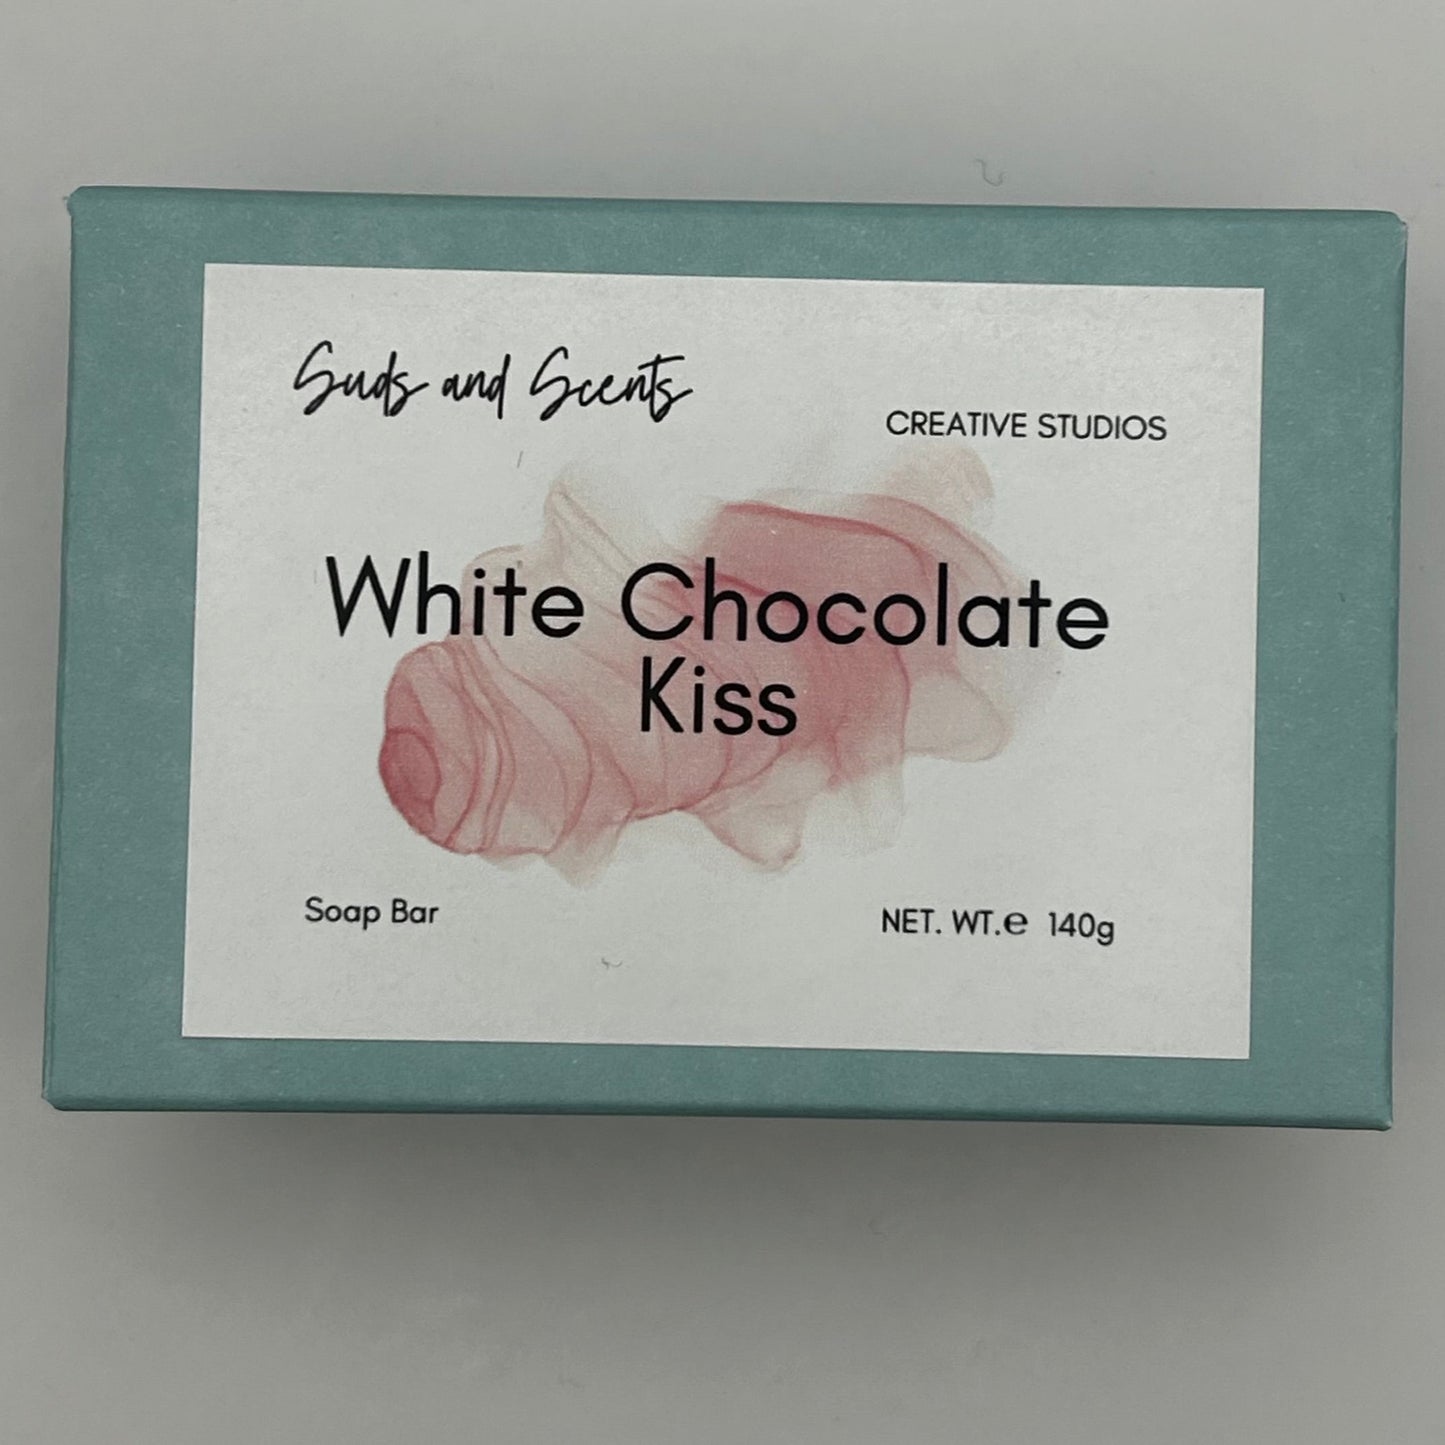 Suds and Scents
CREATIVE STUDIOS
White Chocolate
Kiss
Soap Bar
NET. WT.℮ 140g